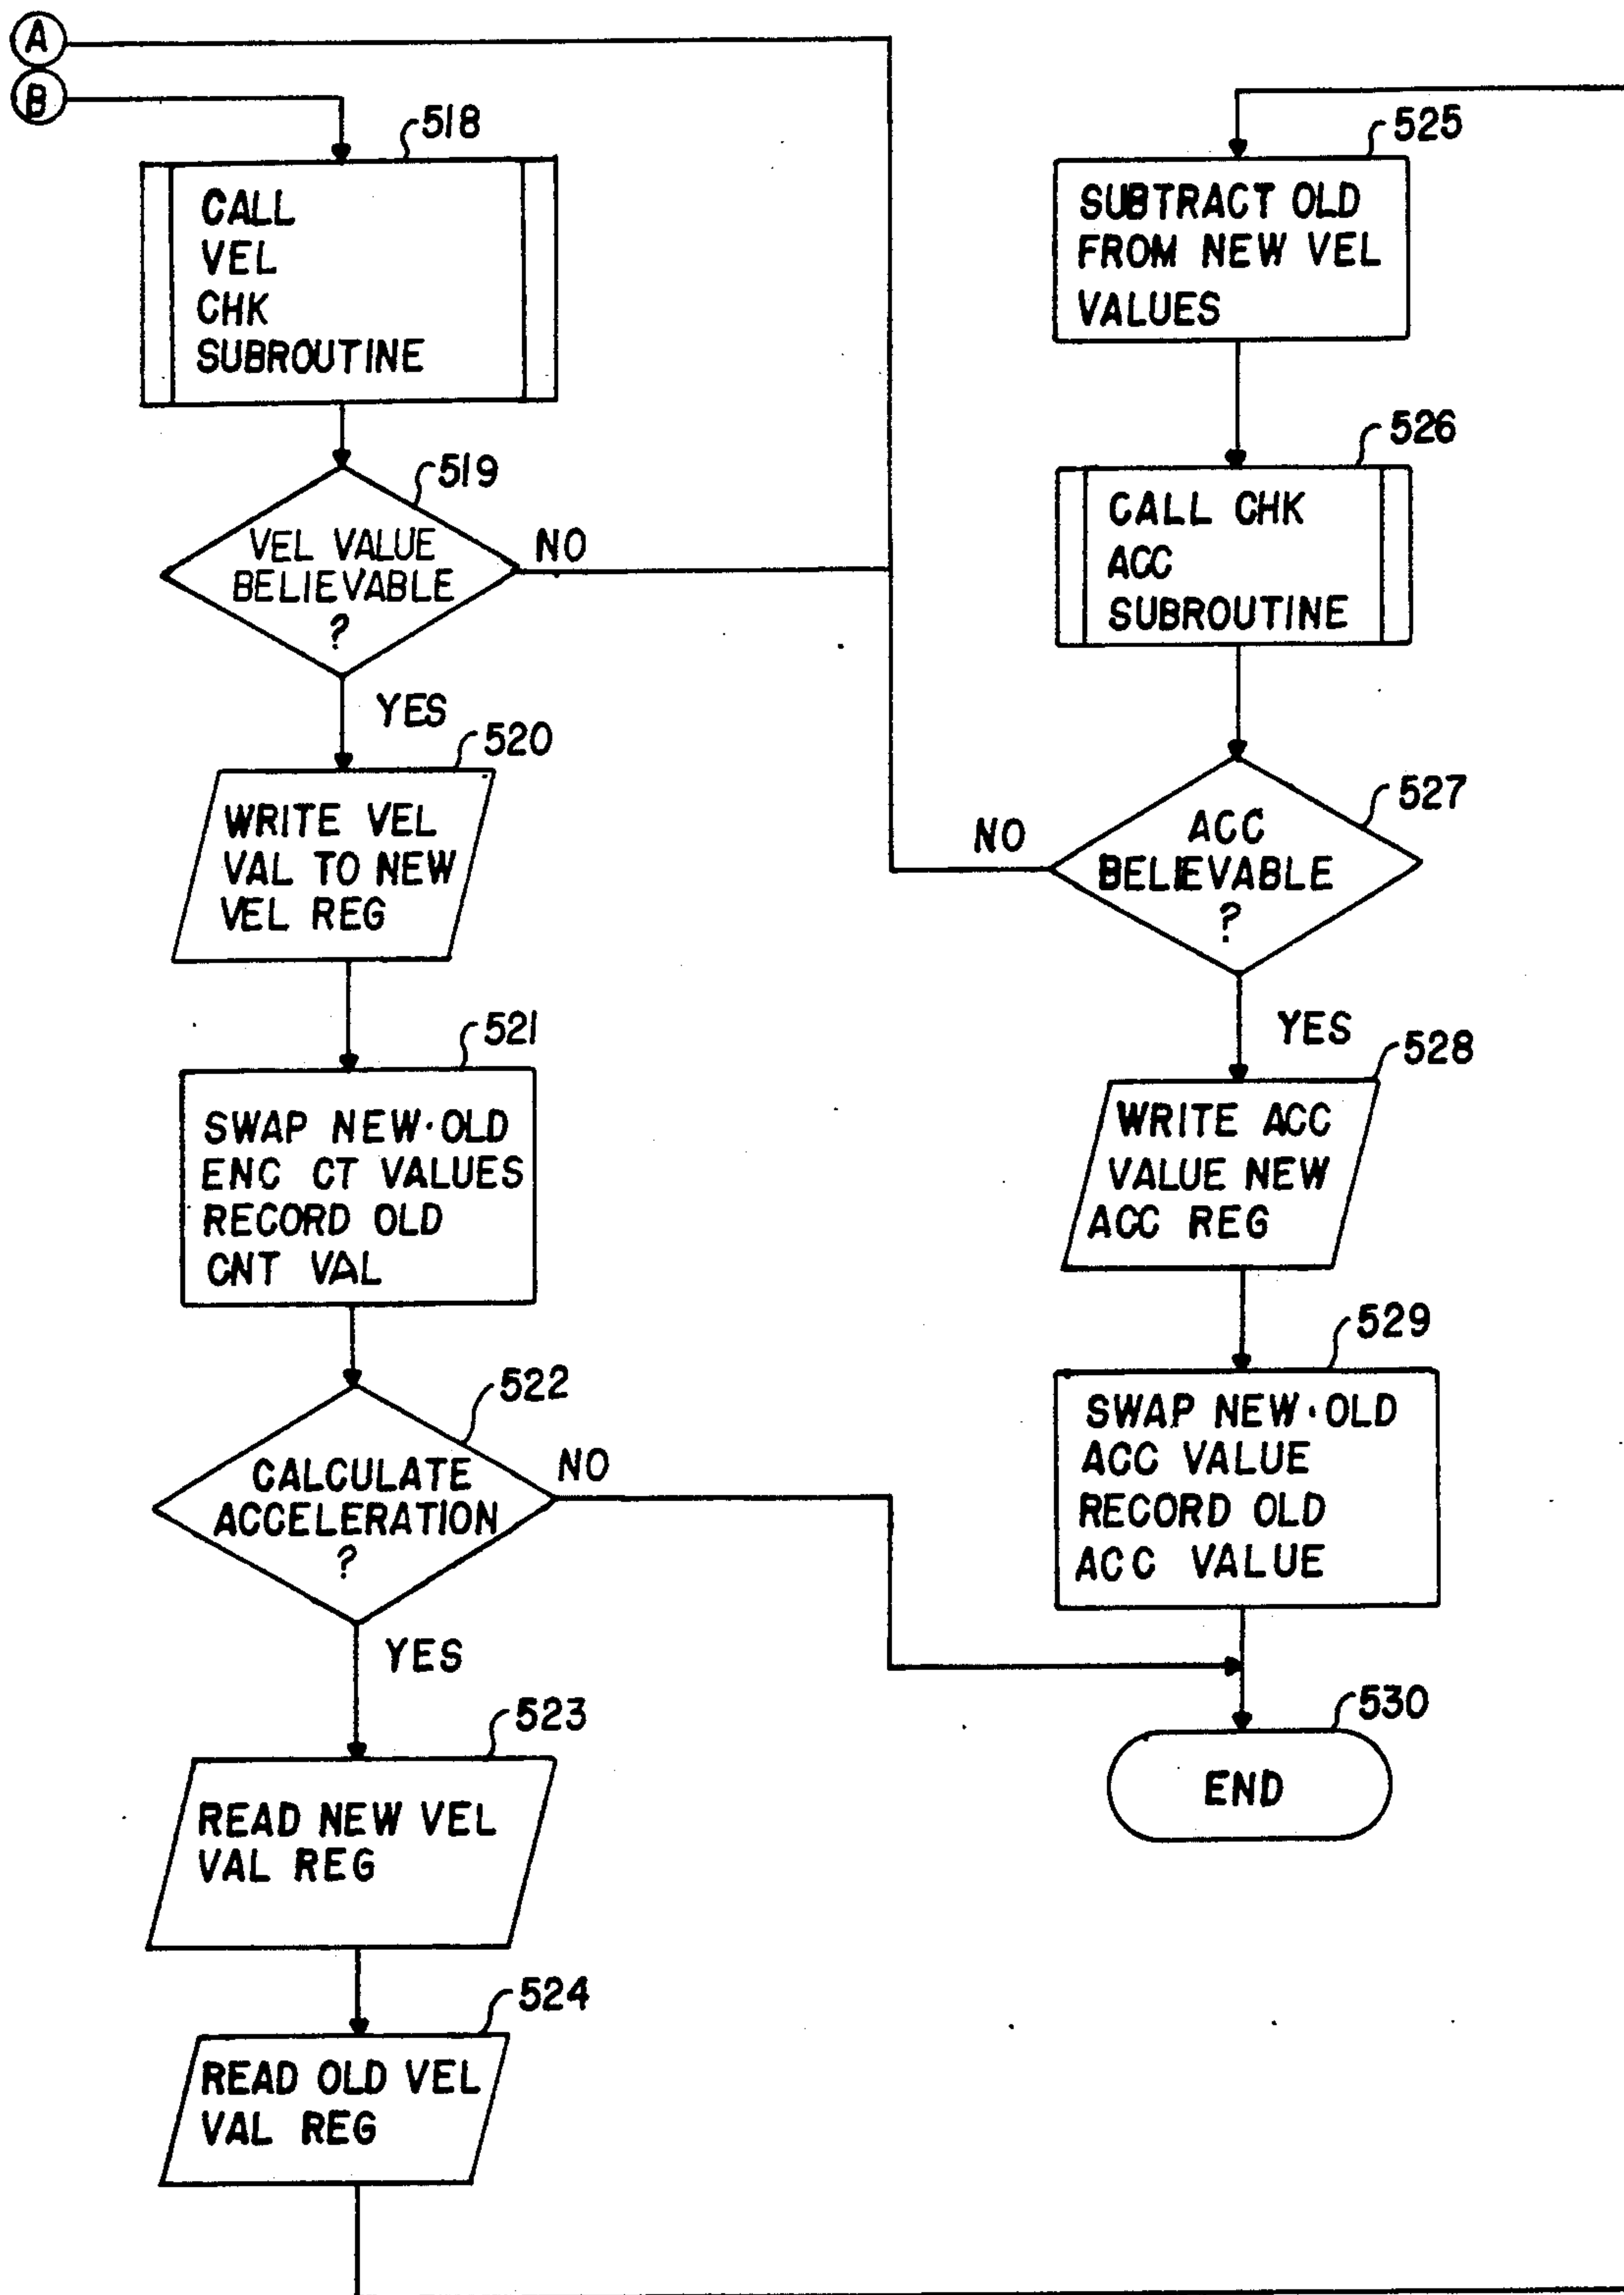 A
B
518
CALL
VEL
CHK
SUBROUTINE
519
VEL VALUE
BELIEVABLE
?
NO
YES
520
WRITE VEL
VAL TO NEW
VEL REG
521
SWAP NEW·OLD
ENC CT VALUES
RECORD OLD
CNT VAL
522
CALCULATE
ACCELERATION
?
NO
YES
523
READ NEW VEL
VAL REG
524
READ OLD VEL
VAL REG
525
SUBTRACT OLD
FROM NEW VEL
VALUES
526
CALL CHK
ACC
SUBROUTINE
527
ACC
BELIEVABLE
?
NO
YES
528
WRITE ACC
VALUE NEW
ACC REG
529
SWAP NEW·OLD
ACC VALUE
RECORD OLD
ACC VALUE
530
END